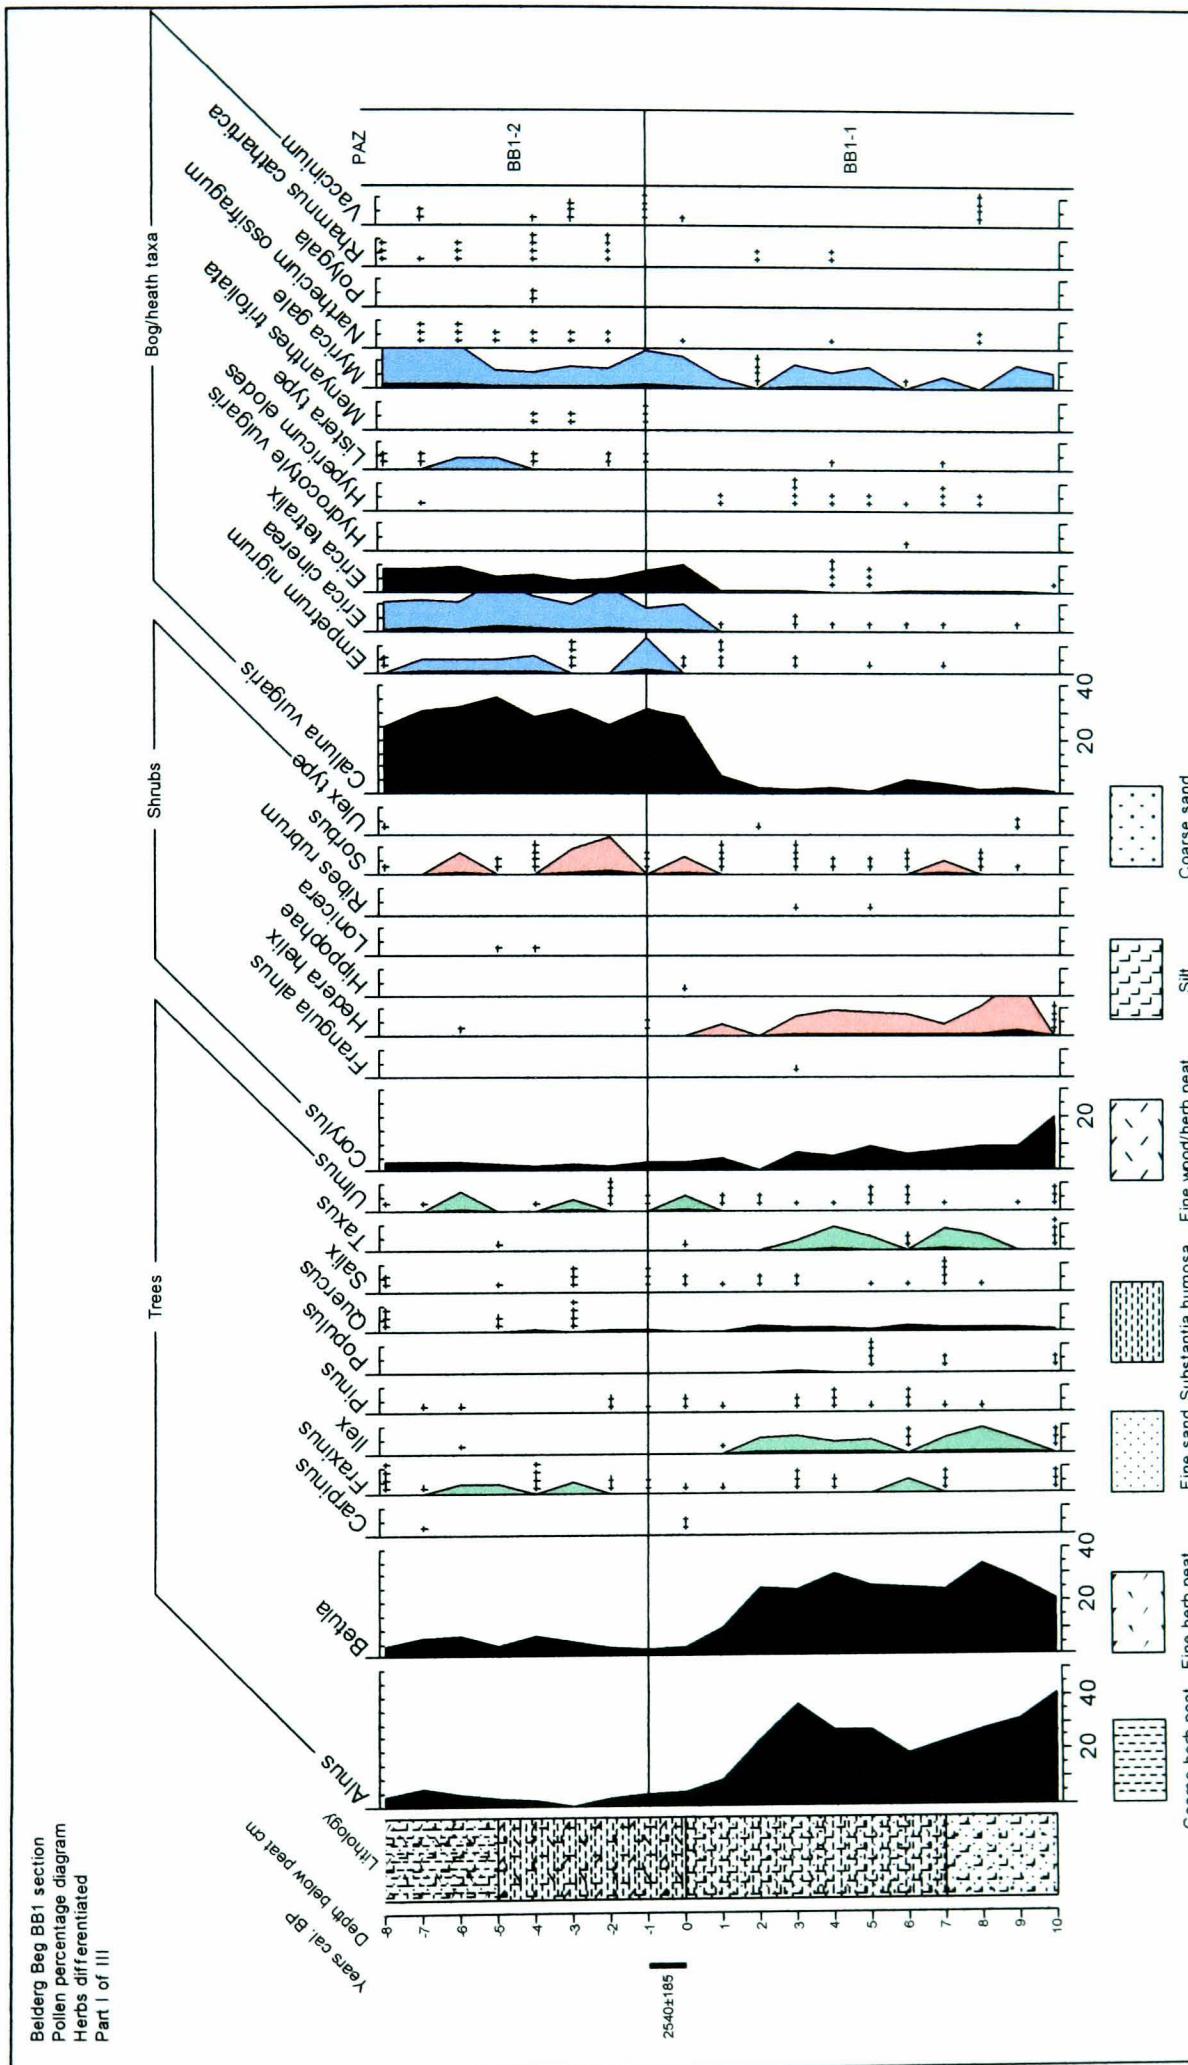 Belderg Beg BB1 section
Pollen percentage diagram
Herbs differentiated
Part I of III
Trees
Shrubs
Bog/heath taxa
Years cal. BP
Depth below peat cm
Lithology
Alnus
Betula
Carpinus
Fraxinus
Ilex
Pinus
Populus
Quercus
Salix
Taxus
Ulmus
Corylus
Frangula alnus
Hedera helix
Hippophae
Lonicera
Ribes rubrum
Sorbus
Ulex type
Calluna vulgaris
Empetrum nigrum
Erica cinerea
Erica tetralix
Hydrocotyle vulgaris
Hypericum elodes
Listera type
Menyanthes trifoliata
Myrica gale
Narthecium ossifragum
Polygala
Rhamnus cathartica
Vaccinium
PAZ
BB1-2
BB1-1
2540±185
-8
-7
-6
-5
-4
-3
-2
-1
0
1
2
3
4
5
6
7
8
9
10
20 40
20 40
20
20 40
Coarse herb peat
Fine herb peat
Fine sand
Substantia humosa
Fine wood/herb peat
Silt
Coarse sand